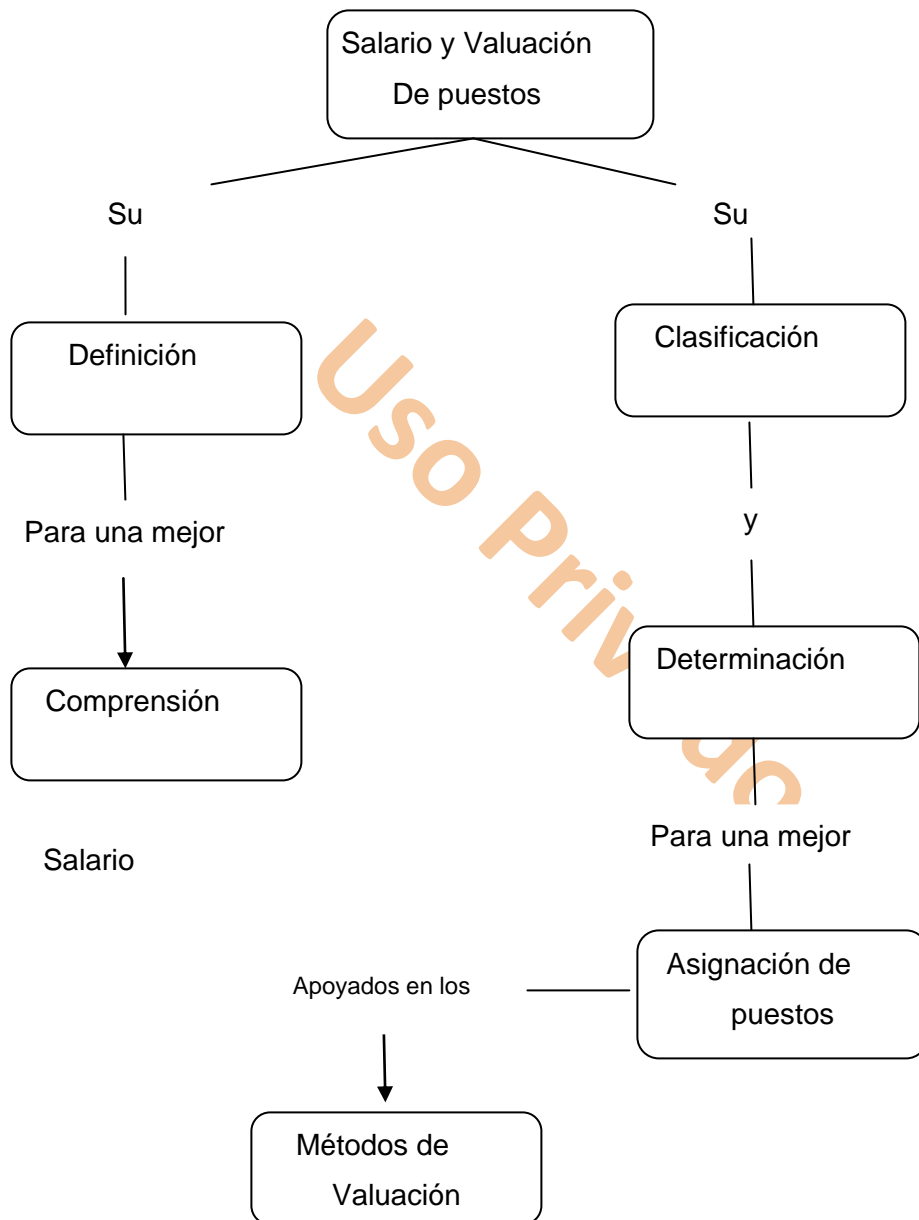 Salario y Valuación
De puestos
Su
Su
Definición
Clasificación
Para una mejor
y
Comprensión
Determinación
Salario
Para una mejor
Apoyados en los
Asignación de
puestos
Métodos de
Valuación
Uso Privado